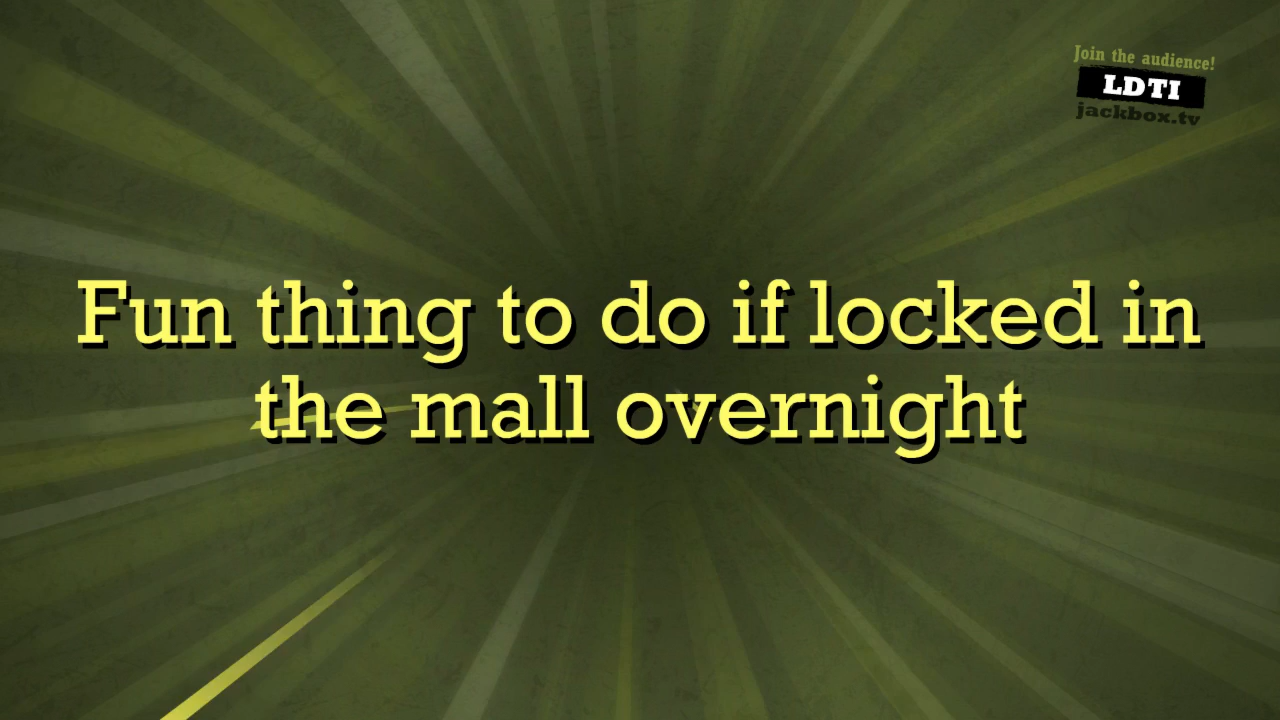 Join the audience!
LDTI
jackbox.tv
Fun thing to do if locked in
the mall overnight